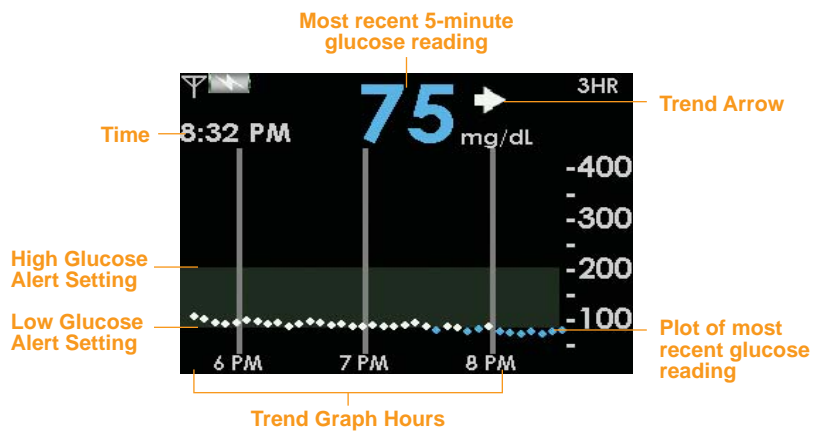 Most recent 5-minute
glucose reading
3HR
75
mg/dL
Trend Arrow
Time
8:32 PM
-400
-
-300
-
High Glucose
Alert Setting
-200
-
Low Glucose
Alert Setting
-100
-
Plot of most
recent glucose
reading
6 PM
7 PM
8 PM
Trend Graph Hours